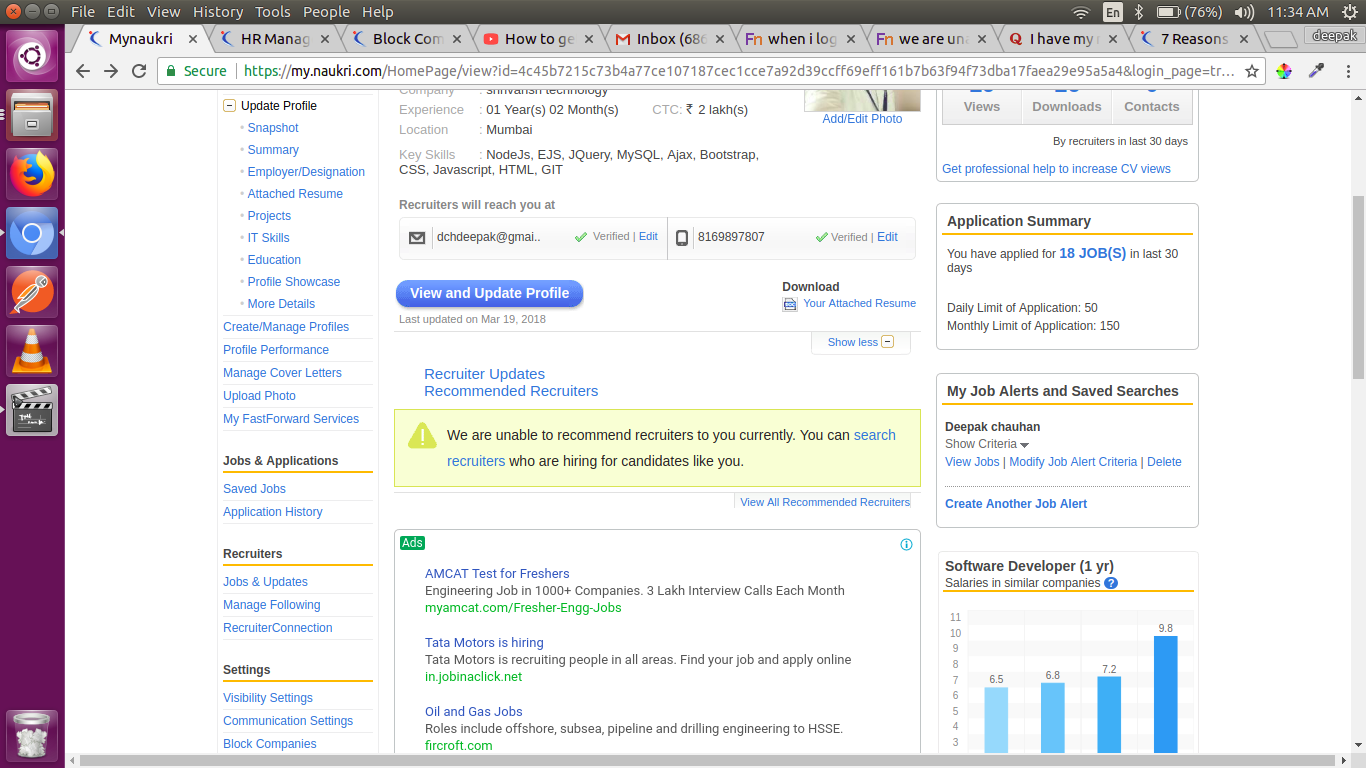 File Edit View History Tools People Help
En (76%) 11:34 AM
Mynaukri HR Manag Block Com How to ge Inbox (686 when i log we are una I have my r 7 Reasons deepak
Secure https://my.naukri.com/HomePage/view?id=4c45b7215c73b4a77ce107187cec1cce7a92d39ccff69eff161b7b63f94f73dba17faea29e95a5a4&login_page=tr...
Update Profile
Snapshot
Summary
Employer/Designation
Attached Resume
Projects
IT Skills
Education
Profile Showcase
More Details
Create/Manage Profiles
Profile Performance
Manage Cover Letters
Upload Photo
My FastForward Services
Jobs & Applications
Saved Jobs
Application History
Recruiters
Jobs & Updates
Manage Following
RecruiterConnection
Settings
Visibility Settings
Communication Settings
Block Companies
Company : srnvansh technology
Experience : 01 Year(s) 02 Month(s) CTC: ₹ 2 lakh(s)
Location : Mumbai
Key Skills : NodeJs, EJS, JQuery, MySQL, Ajax, Bootstrap,
CSS, Javascript, HTML, GIT
Add/Edit Photo
Recruiters will reach you at
dchdeepak@gmai.. Verified | Edit 8169897807 Verified | Edit
View and Update Profile
Last updated on Mar 19, 2018
Download
Your Attached Resume
Show less
Recruiter Updates
Recommended Recruiters
We are unable to recommend recruiters to you currently. You can search
recruiters who are hiring for candidates like you.
View All Recommended Recruiters
Ads
AMCAT Test for Freshers
Engineering Job in 1000+ Companies. 3 Lakh Interview Calls Each Month
myamcat.com/Fresher-Engg-Jobs
Tata Motors is hiring
Tata Motors is recruiting people in all areas. Find your job and apply online
in.jobinaclick.net
Oil and Gas Jobs
Roles include offshore, subsea, pipeline and drilling engineering to HSSE.
fircroft.com
Views Downloads Contacts
By recruiters in last 30 days
Get professional help to increase CV views
Application Summary
You have applied for 18 JOB(S) in last 30
days
Daily Limit of Application: 50
Monthly Limit of Application: 150
My Job Alerts and Saved Searches
Deepak chauhan
Show Criteria
View Jobs | Modify Job Alert Criteria | Delete
Create Another Job Alert
Software Developer (1 yr)
Salaries in similar companies ?
11
10
9
8
7
6
5
4
3
6.5 6.8 7.2 9.8